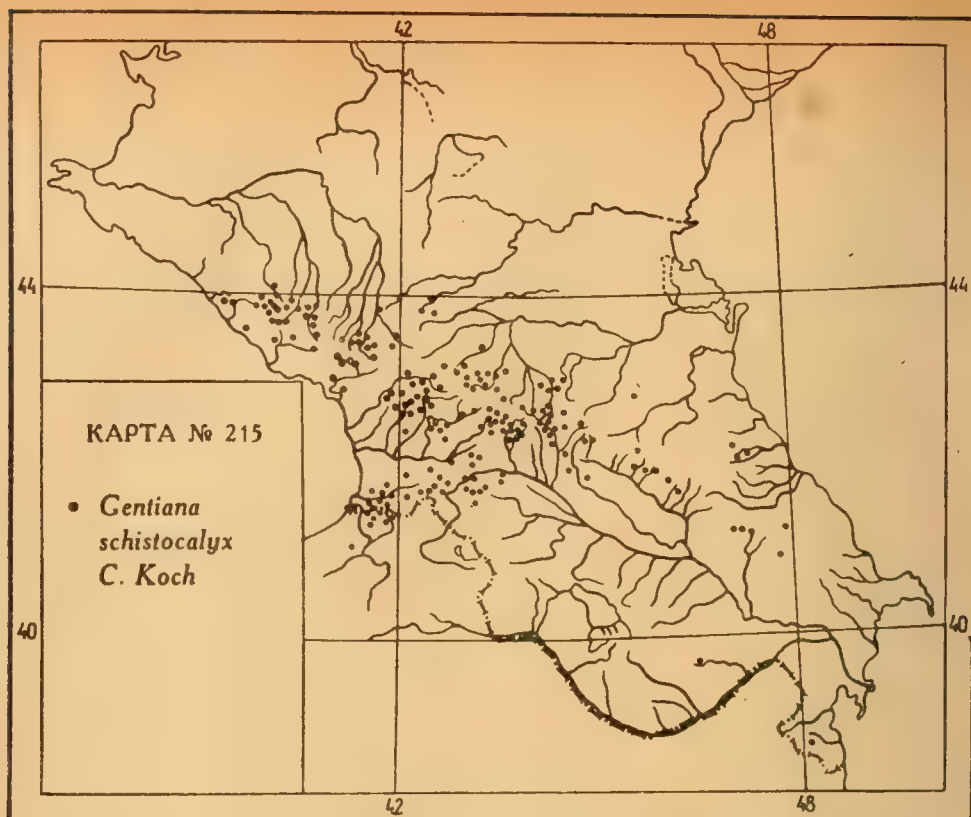 42 48
44 44
КАРТА № 215
Gentiana
schistocalyx
C. Koch
40 40
42 48